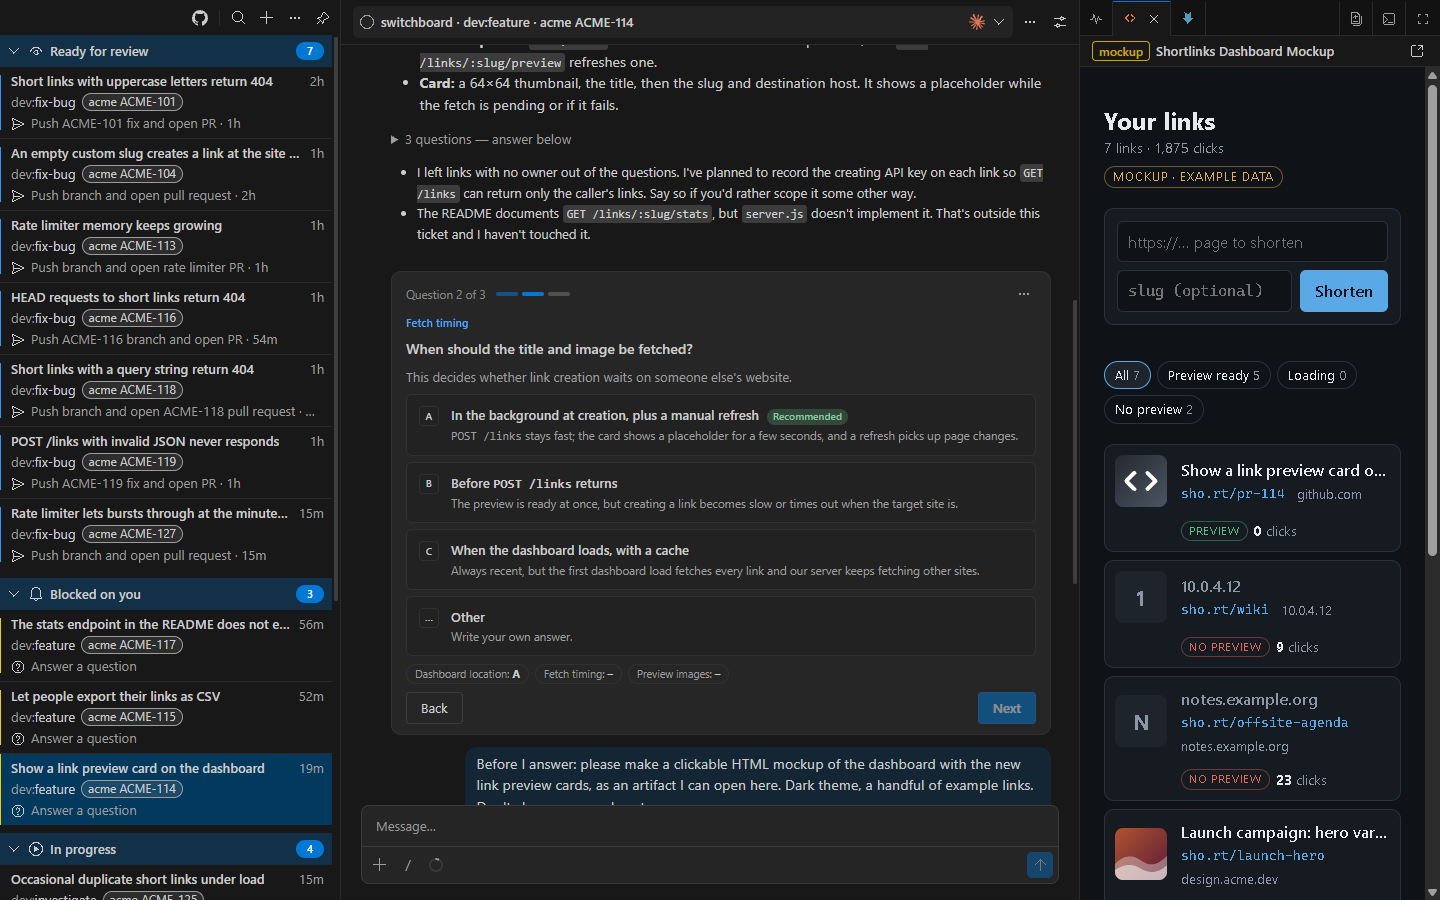 Ready for review
7
Short links with uppercase letters return 404
2h
dev:fix-bug acme ACME-101
Push ACME-101 fix and open PR · 1h
An empty custom slug creates a link at the site ...
1h
dev:fix-bug acme ACME-104
Push branch and open pull request · 2h
Rate limiter memory keeps growing
1h
dev:fix-bug acme ACME-113
Push branch and open rate limiter PR · 1h
HEAD requests to short links return 404
1h
dev:fix-bug acme ACME-116
Push ACME-116 branch and open PR · 54m
Short links with a query string return 404
1h
dev:fix-bug acme ACME-118
Push branch and open ACME-118 pull request · ...
POST /links with invalid JSON never responds
1h
dev:fix-bug acme ACME-119
Push ACME-119 fix and open PR · 1h
Rate limiter lets bursts through at the minute...
15m
dev:fix-bug acme ACME-127
Push branch and open pull request · 15m
Blocked on you
3
The stats endpoint in the README does not e...
56m
dev:feature acme ACME-117
Answer a question
Let people export their links as CSV
52m
dev:feature acme ACME-115
Answer a question
Show a link preview card on the dashboard
19m
dev:feature acme ACME-114
Answer a question
In progress
4
Occasional duplicate short links under load
15m
dev:investigate acme ACME-125
switchboard · dev:feature · acme ACME-114
/links/:slug/preview refreshes one.
• Card: a 64×64 thumbnail, the title, then the slug and destination host. It shows a placeholder while
the fetch is pending or if it fails.
3 questions — answer below
• I left links with no owner out of the questions. I've planned to record the creating API key on each link so GET
/links can return only the caller's links. Say so if you'd rather scope it some other way.
• The README documents GET /links/:slug/stats, but server.js doesn't implement it. That's outside this
ticket and I haven't touched it.
Question 2 of 3
...
Fetch timing
When should the title and image be fetched?
This decides whether link creation waits on someone else's website.
A
In the background at creation, plus a manual refresh Recommended
POST /links stays fast; the card shows a placeholder for a few seconds, and a refresh picks up page changes.
B
Before POST /links returns
The preview is ready at once, but creating a link becomes slow or times out when the target site is.
C
When the dashboard loads, with a cache
Always recent, but the first dashboard load fetches every link and our server keeps fetching other sites.
...
Other
Write your own answer.
Dashboard location: A
Fetch timing: –
Preview images: –
Back
Next
Before I answer: please make a clickable HTML mockup of the dashboard with the new
link preview cards, as an artifact I can open here. Dark theme, a handful of example links.
Message...
/
mockup Shortlinks Dashboard Mockup
Your links
7 links · 1,875 clicks
MOCKUP · EXAMPLE DATA
https://... page to shorten
slug (optional)
Shorten
All 7
Preview ready 5
Loading 0
No preview 2
Show a link preview card o...
sho.rt/pr-114 github.com
PREVIEW 0 clicks
1
10.0.4.12
sho.rt/wiki 10.0.4.12
NO PREVIEW 9 clicks
N
notes.example.org
sho.rt/offsite-agenda
notes.example.org
NO PREVIEW 23 clicks
Launch campaign: hero var...
sho.rt/launch-hero
design.acme.dev